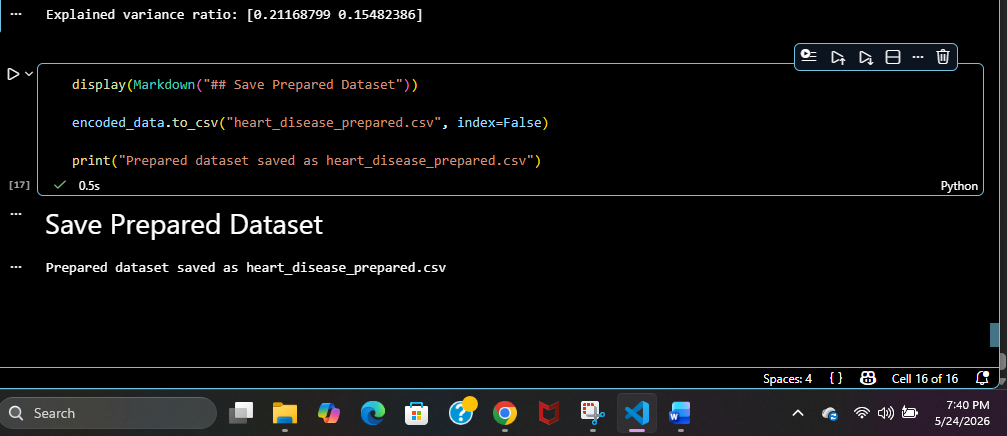 Explained variance ratio: [0.21168799 0.15482386]
display(Markdown("## Save Prepared Dataset"))
encoded_data.to_csv("heart_disease_prepared.csv", index=False)
print("Prepared dataset saved as heart_disease_prepared.csv")
[17]
0.5s
Python
Save Prepared Dataset
Prepared dataset saved as heart_disease_prepared.csv
Spaces: 4 { } Cell 16 of 16
Search
7:40 PM
5/24/2026